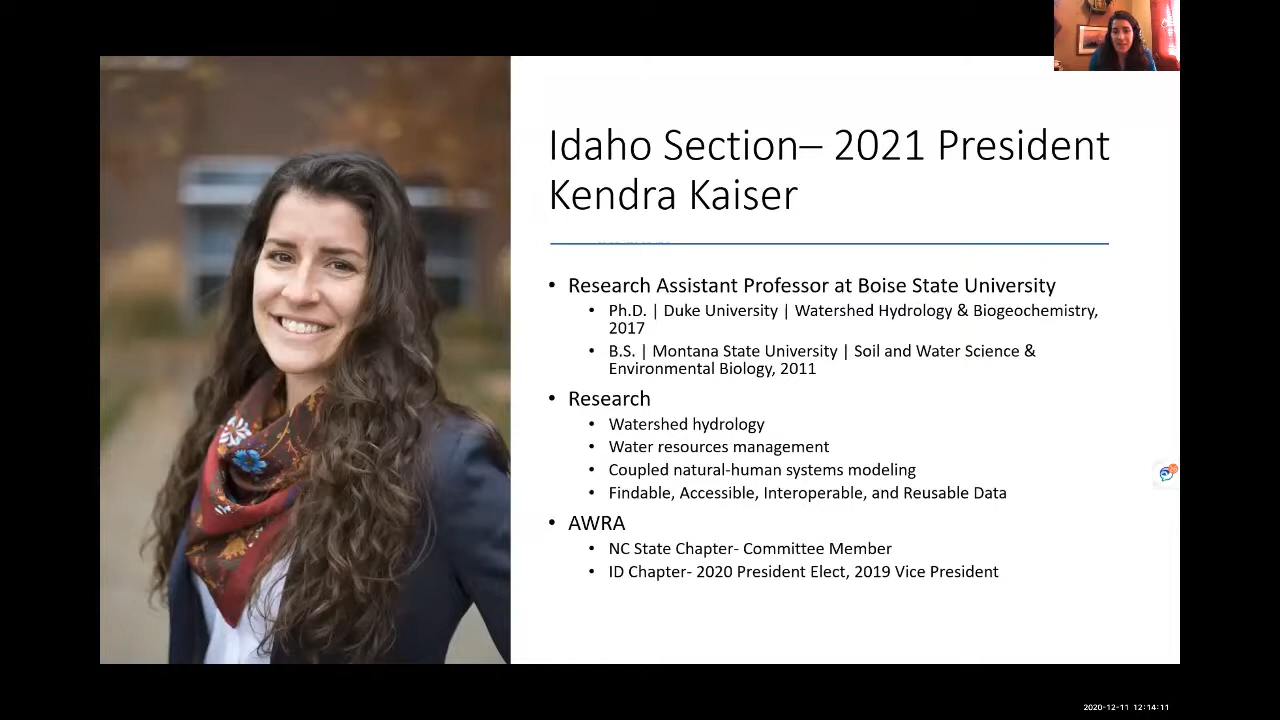 Idaho Section– 2021 President
Kendra Kaiser
• Research Assistant Professor at Boise State University
• Ph.D. | Duke University | Watershed Hydrology & Biogeochemistry,
2017
• B.S. | Montana State University | Soil and Water Science &
Environmental Biology, 2011
• Research
• Watershed hydrology
• Water resources management
• Coupled natural-human systems modeling
• Findable, Accessible, Interoperable, and Reusable Data
• AWRA
• NC State Chapter- Committee Member
• ID Chapter- 2020 President Elect, 2019 Vice President
2020-12-11 12:14:11